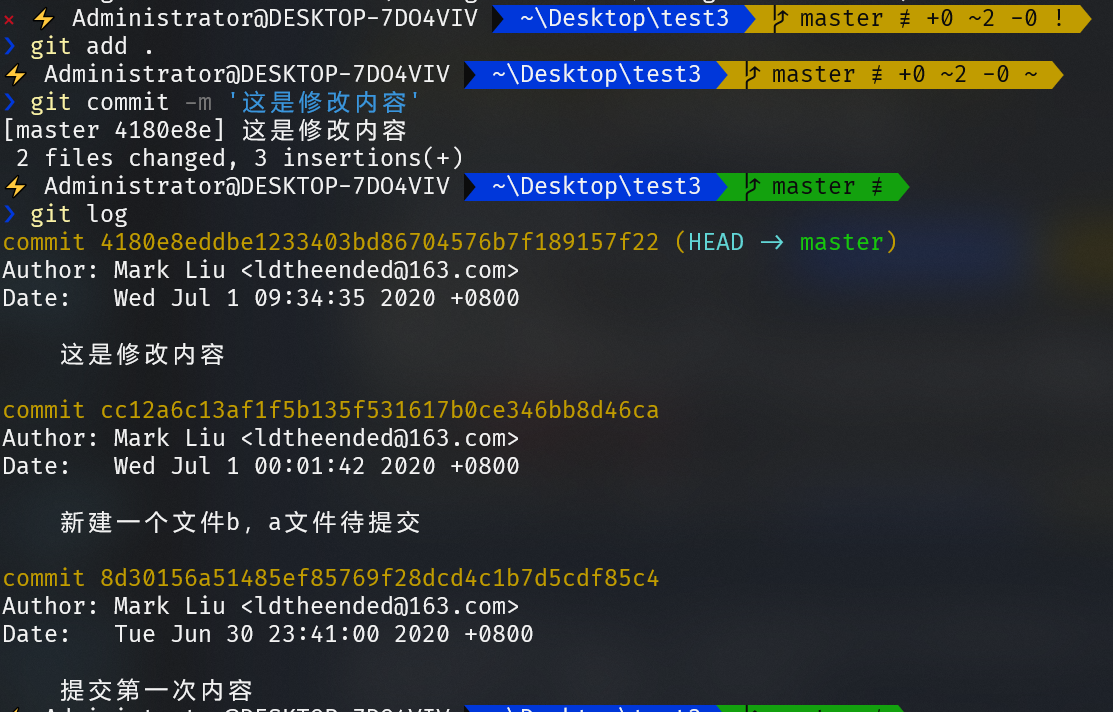 × ⚡ Administrator@DESKTOP-7DO4VIV ~\Desktop\test3 master ≢ +0 ~2 -0 !
❯ git add .
⚡ Administrator@DESKTOP-7DO4VIV ~\Desktop\test3 master ≢ +0 ~2 -0 ~
❯ git commit -m '这是修改内容'
[master 4180e8e] 这是修改内容
2 files changed, 3 insertions(+)
⚡ Administrator@DESKTOP-7DO4VIV ~\Desktop\test3 master ≢
❯ git log
commit 4180e8eddbe1233403bd86704576b7f189157f22 (HEAD -> master)
Author: Mark Liu <ldtheended@163.com>
Date: Wed Jul 1 09:34:35 2020 +0800
这是修改内容
commit cc12a6c13af1f5b135f531617b0ce346bb8d46ca
Author: Mark Liu <ldtheended@163.com>
Date: Wed Jul 1 00:01:42 2020 +0800
新建一个文件b, a文件待提交
commit 8d30156a51485ef85769f28dcd4c1b7d5cdf85c4
Author: Mark Liu <ldtheended@163.com>
Date: Tue Jun 30 23:41:00 2020 +0800
提交第一次内容